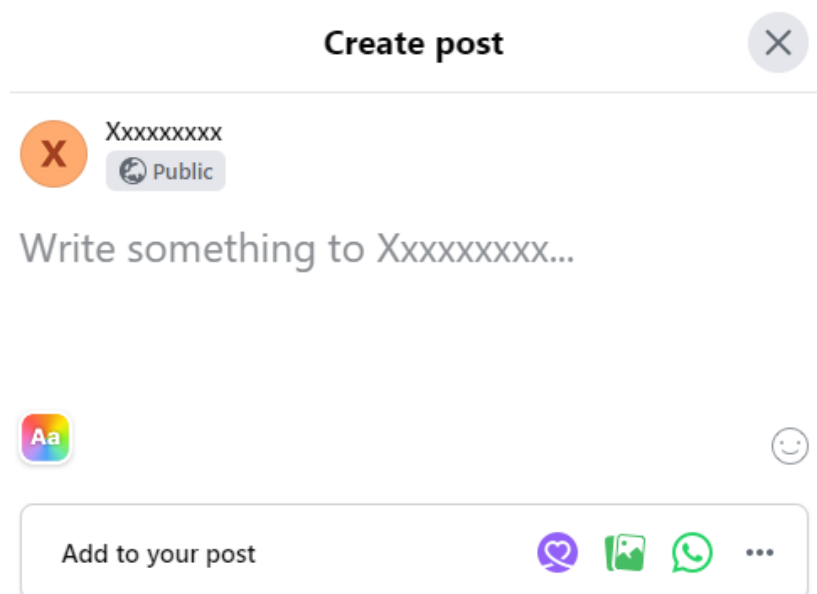 Create post
X
Xxxxxxxxx
Public
Write something to Xxxxxxxxx...
Aa
Add to your post